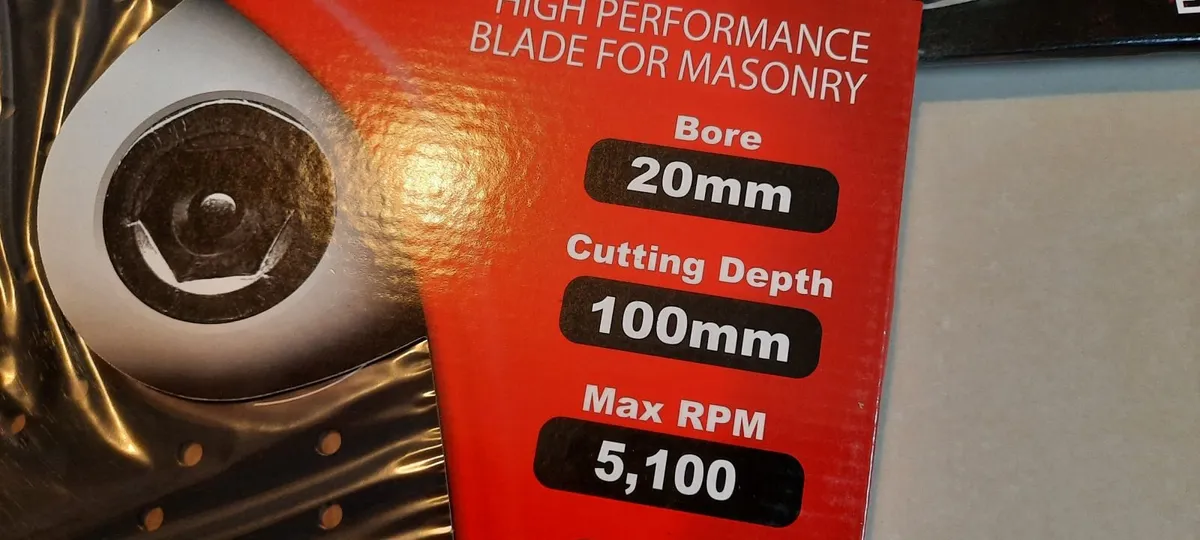 HIGH PERFORMANCE
BLADE FOR MASONRY
Bore
20mm
Cutting Depth
100mm
Max RPM
5,100